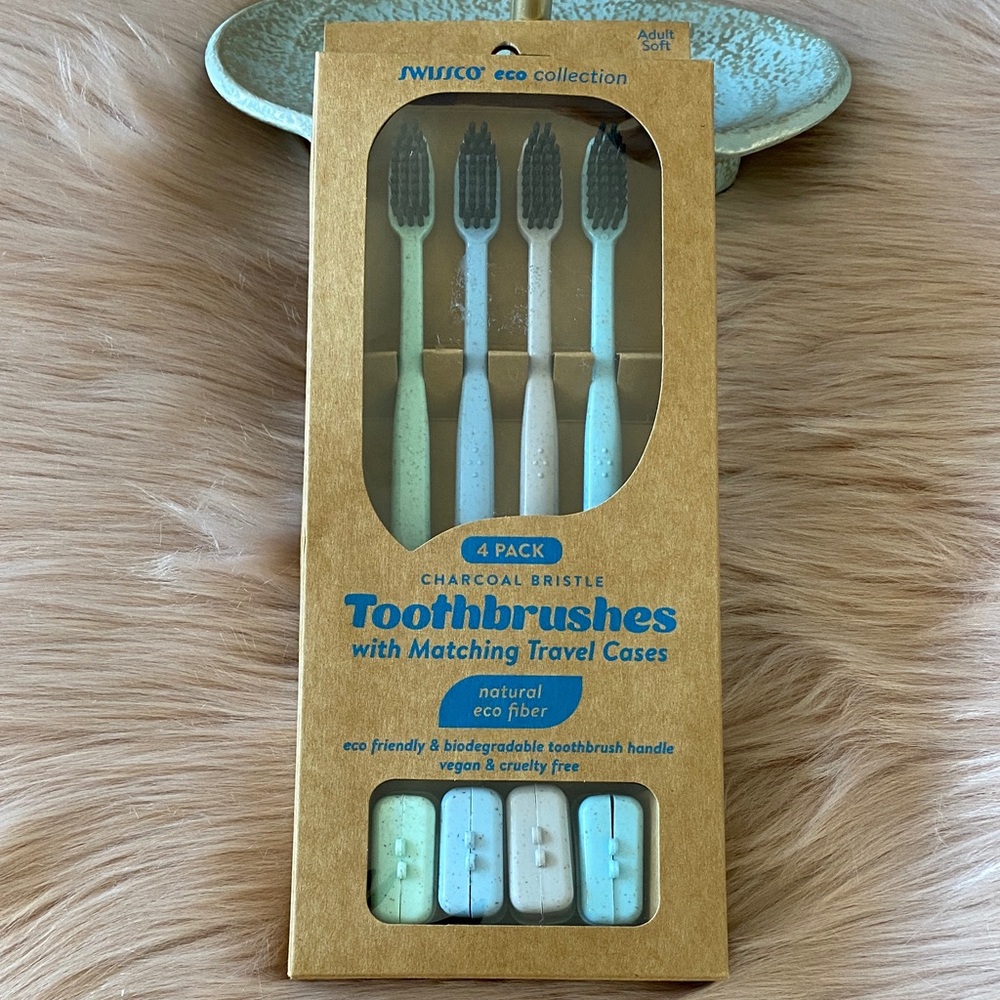 Adult
Soft
SWISSCO® eco collection
4 PACK
CHARCOAL BRISTLE
Toothbrushes
with Matching Travel Cases
natural
eco fiber
eco friendly & biodegradable toothbrush handle
vegan & cruelty free